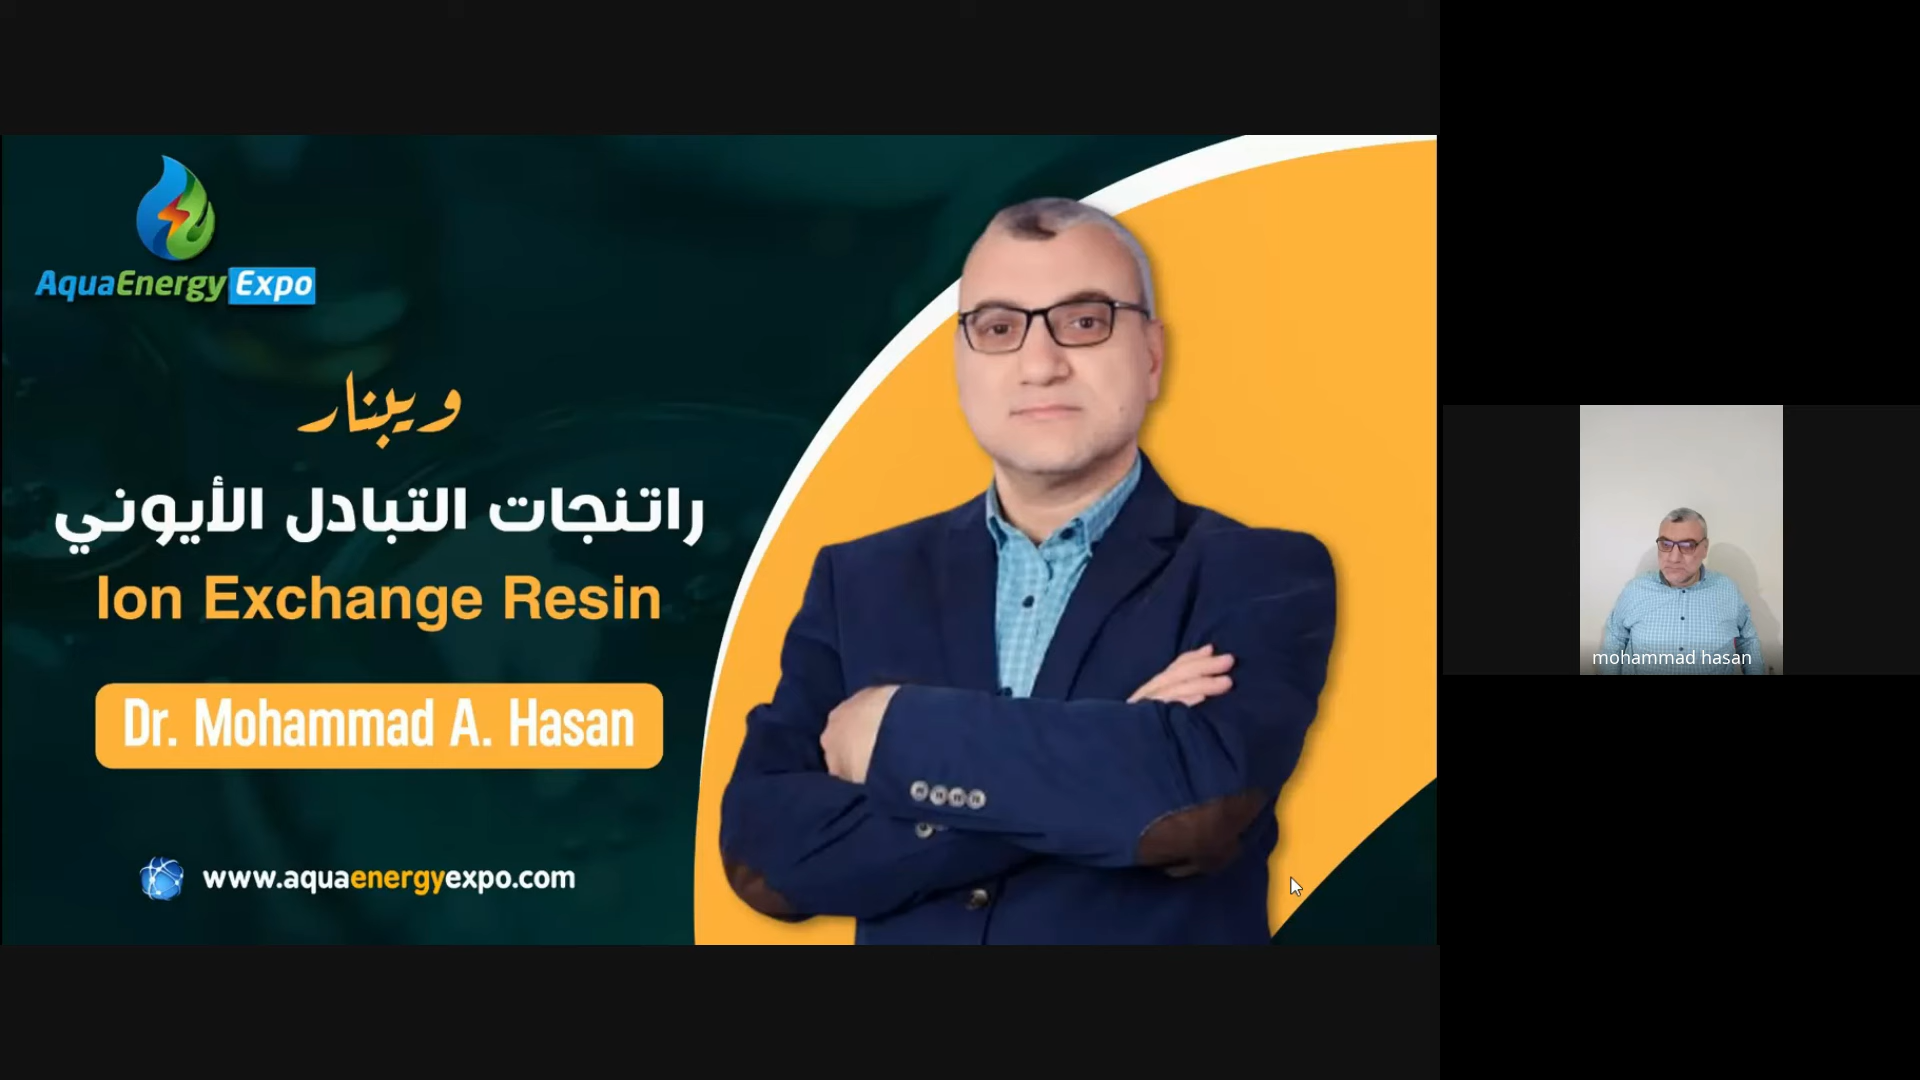 AquaEnergy Expo
ويبنار
راتنجات التبادل الأيوني
Ion Exchange Resin
Dr. Mohammad A. Hasan
www.aquaenergyexpo.com
mohammad hasan